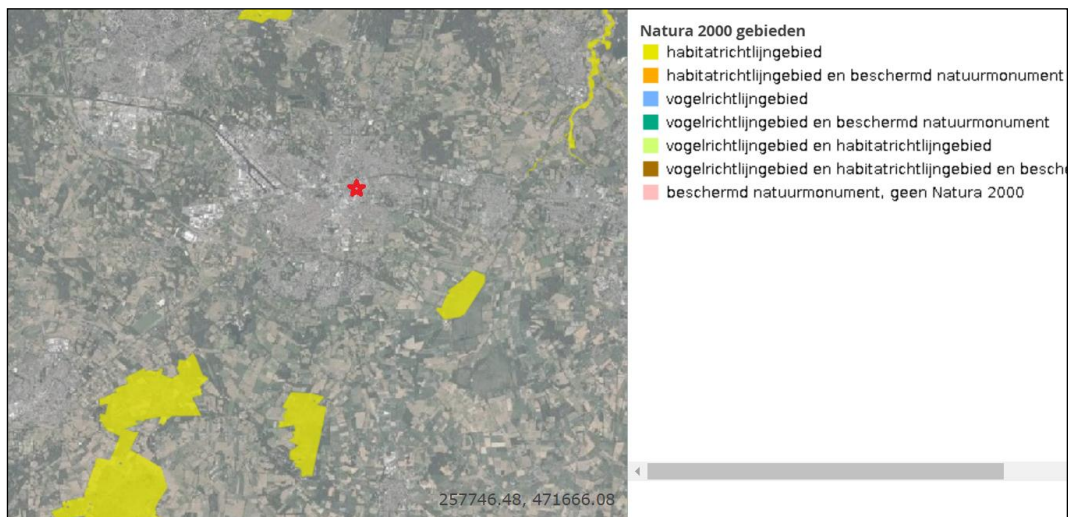 Natura 2000 gebieden
habitatrichtlijngebied
habitatrichtlijngebied en beschermd natuurmonument
vogelrichtlijngebied
vogelrichtlijngebied en beschermd natuurmonument
vogelrichtlijngebied en habitatrichtlijngebied
vogelrichtlijngebied en habitatrichtlijngebied en besch
beschermd natuurmonument, geen Natura 2000
257746.48, 471666.08